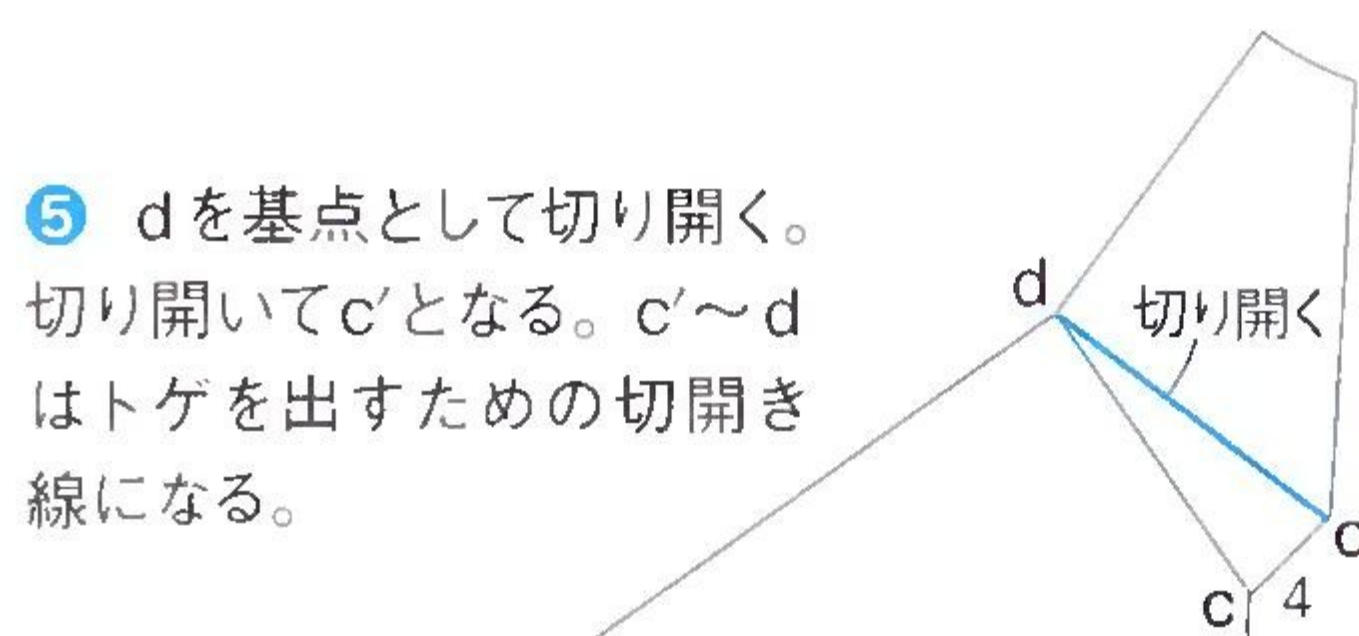 ❺ dを基点として切り開く。
切り開いてc′となる。c′～d
はトゲを出すための切開き
線になる。
d
切り開く
c
4